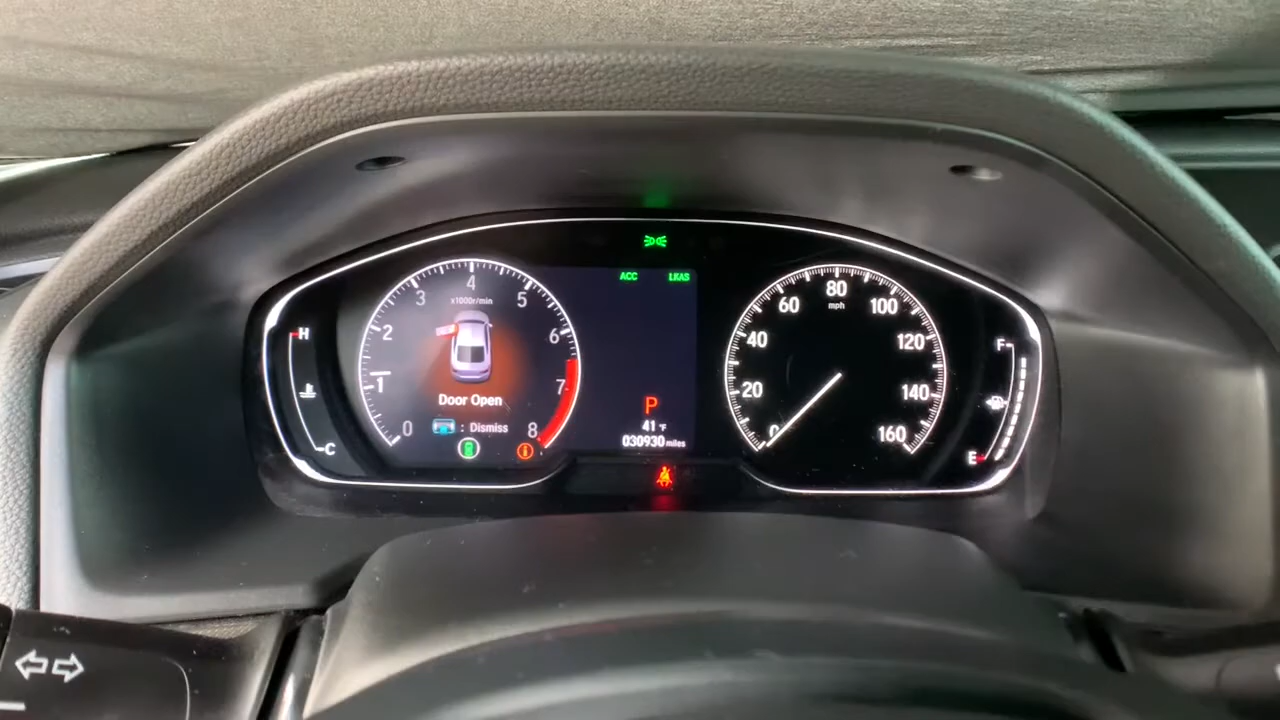 ACC LKAS
H
C
x1000r/min
0 1 2 3 4 5 6 7 8
Door Open
: Dismiss
P
41 °F
030930 miles
mph
0 20 40 60 80 100 120 140 160
F
E